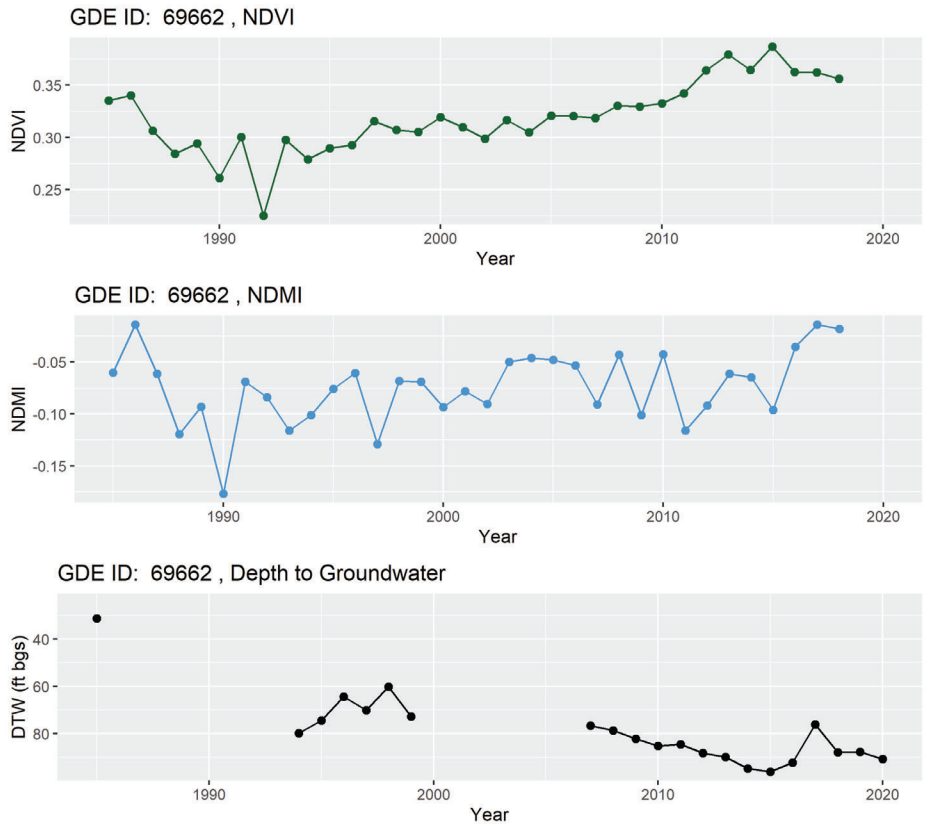 GDE ID:  69662 , NDVI
0.35
0.30
0.25
NDVI
1990 2000 2010 2020
Year
GDE ID:  69662 , NDMI
-0.05
-0.10
-0.15
NDMI
1990 2000 2010 2020
Year
GDE ID:  69662 , Depth to Groundwater
40
60
80
DTW (ft bgs)
1990 2000 2010 2020
Year